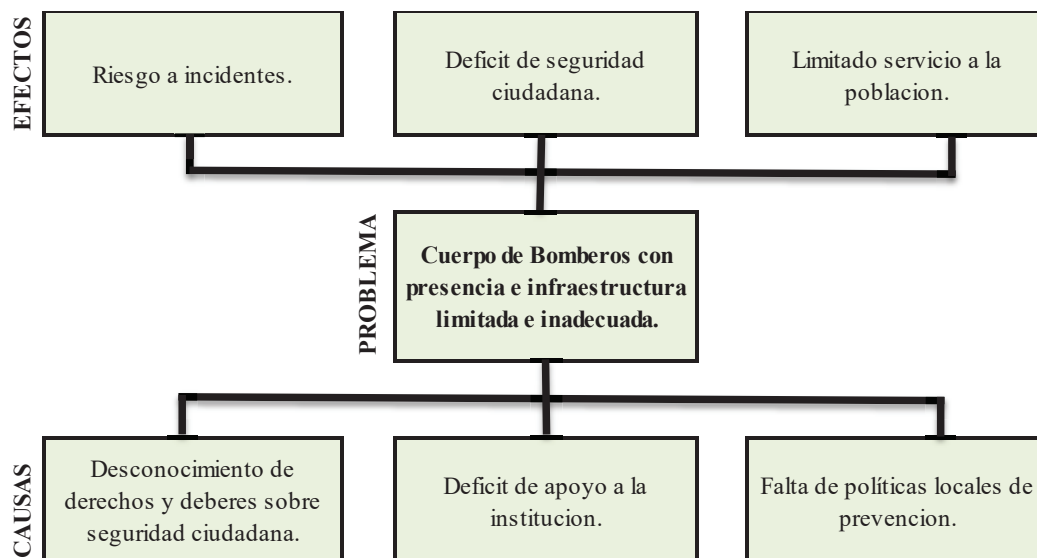 EFECTOS
Riesgo a incidentes.
Deficit de seguridad
ciudadana.
Limitado servicio a la
poblacion.
PROBLEMA
Cuerpo de Bomberos con
presencia e infraestructura
limitada e inadecuada.
CAUSAS
Desconocimiento de
derechos y deberes sobre
seguridad ciudadana.
Deficit de apoyo a la
institucion.
Falta de políticas locales de
prevencion.